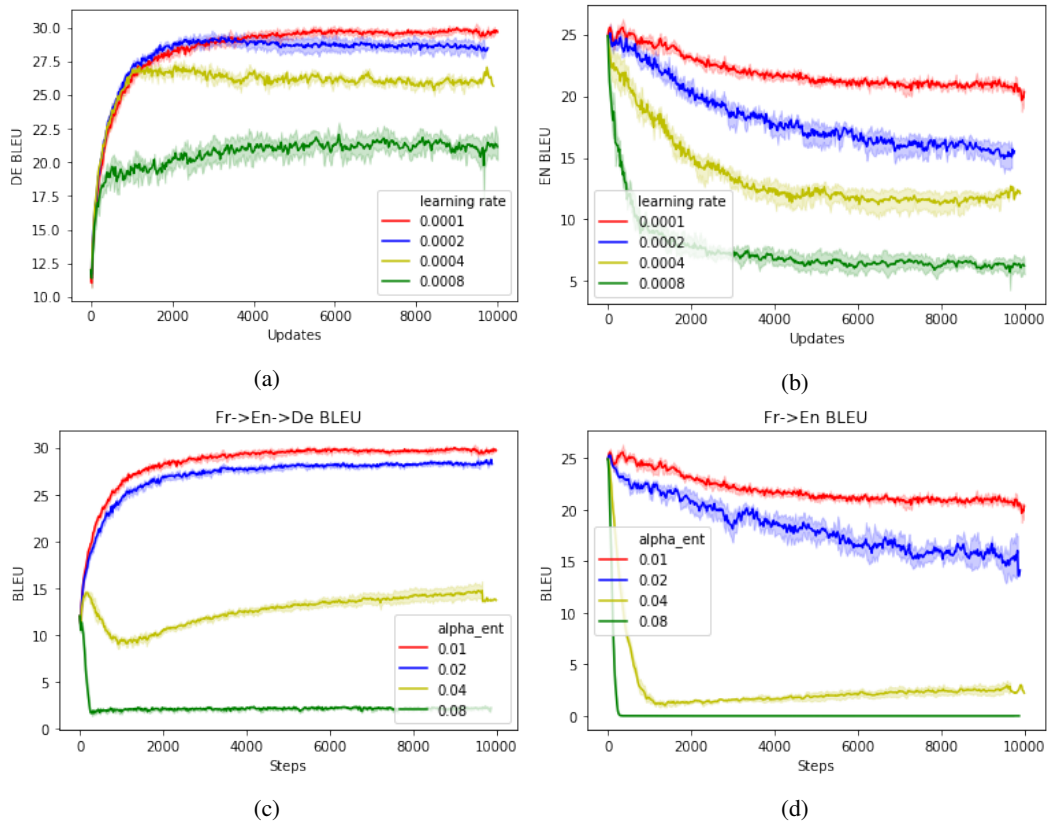 30.0
27.5
25.0
22.5
20.0
17.5
15.0
12.5
10.0
DE BLEU
0 2000 4000 6000 8000 10000
Updates
learning rate
0.0001
0.0002
0.0004
0.0008
(a)
25
20
15
10
5
EN BLEU
0 2000 4000 6000 8000 10000
Updates
learning rate
0.0001
0.0002
0.0004
0.0008
(b)
Fr->En->De BLEU
30
25
20
15
10
5
0
BLEU
0 2000 4000 6000 8000 10000
Steps
alpha_ent
0.01
0.02
0.04
0.08
(c)
Fr->En BLEU
25
20
15
10
5
0
BLEU
0 2000 4000 6000 8000 10000
Steps
alpha_ent
0.01
0.02
0.04
0.08
(d)